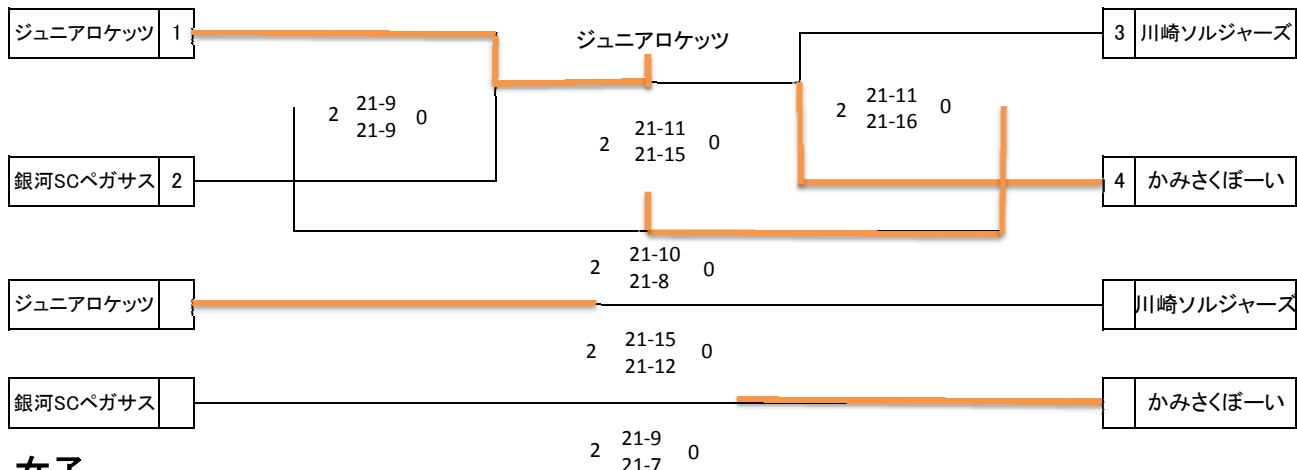 ジュニアロケッツ 1
ジュニアロケッツ
3 川崎ソルジャーズ
2 21-9 0
21-9
2 21-11 0
21-15
2 21-11 0
21-16
銀河SCペガサス 2
4 かみさくぼーい
2 21-10 0
21-8
ジュニアロケッツ
川崎ソルジャーズ
2 21-15 0
21-12
銀河SCペガサス
かみさくぼーい
2 21-9 0
21-7
女子